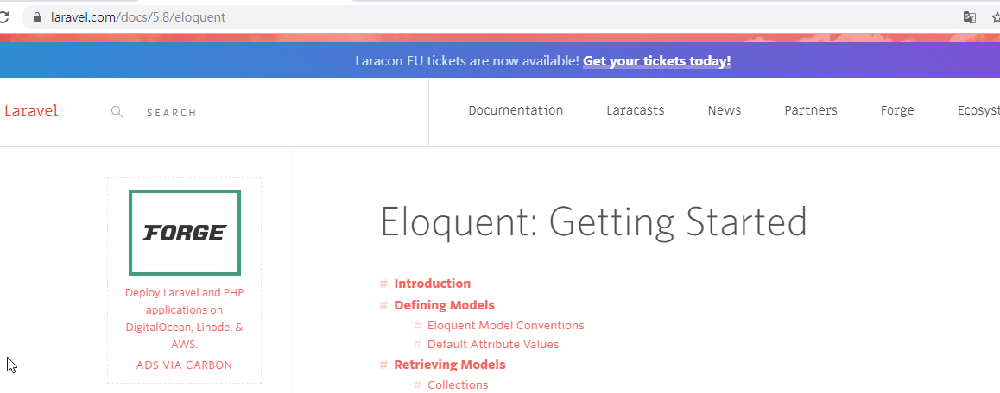 laravel.com/docs/5.8/eloquent
Laracon EU tickets are now available! Get your tickets today!
Laravel
SEARCH
Documentation
Laracasts
News
Partners
Forge
Ecosyst
FORGE
Deploy Laravel and PHP
applications on
DigitalOcean, Linode, &
AWS.
ADS VIA CARBON
Eloquent: Getting Started
# Introduction
# Defining Models
# Eloquent Model Conventions
# Default Attribute Values
# Retrieving Models
# Collections